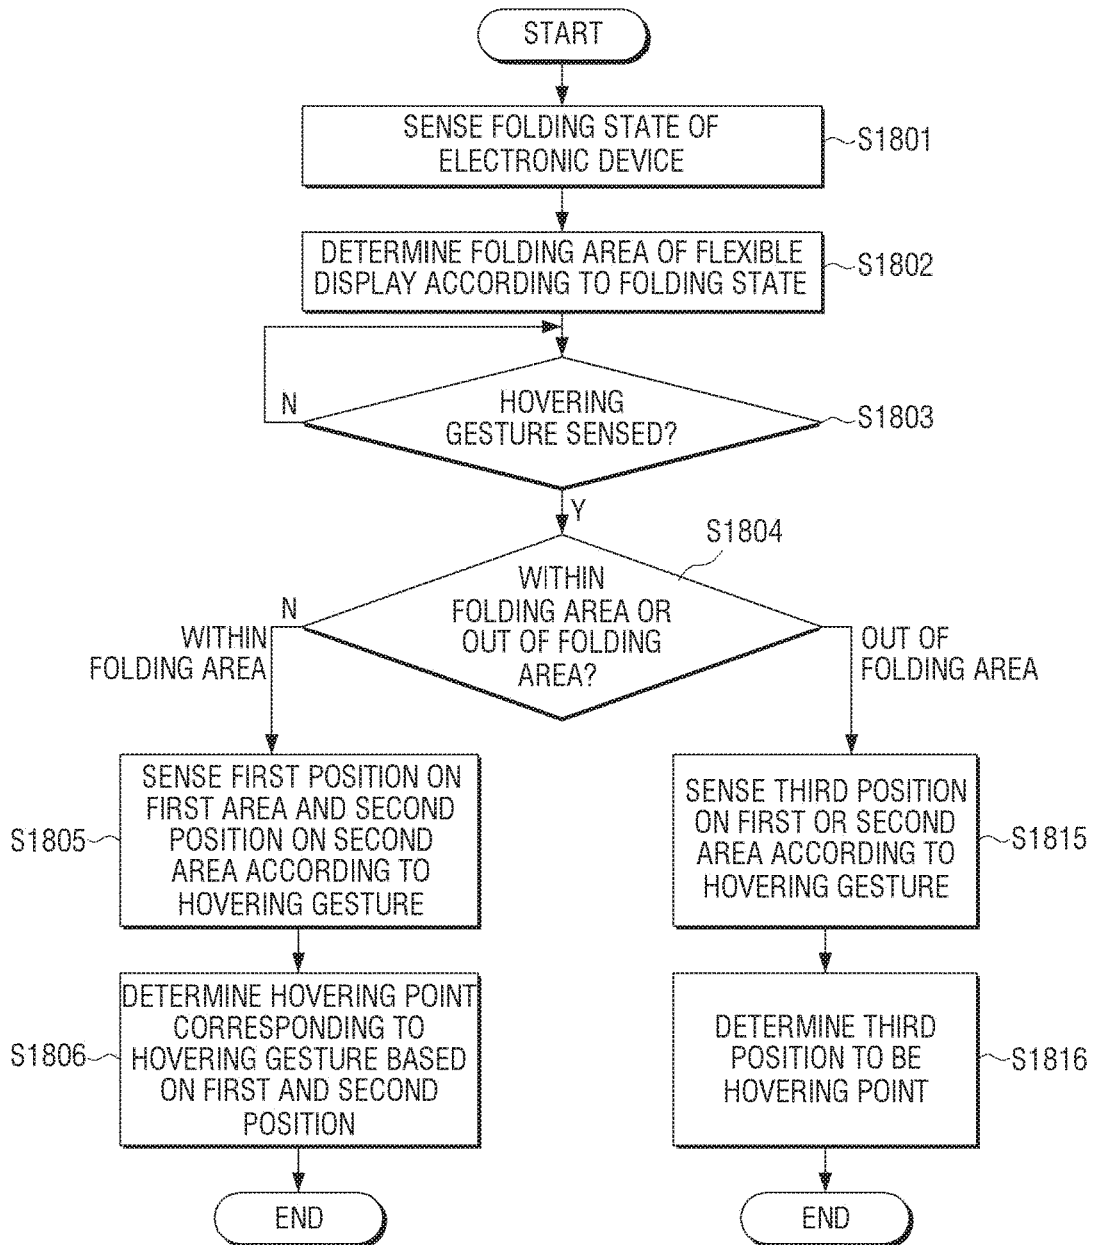 START
SENSE FOLDING STATE OF
ELECTRONIC DEVICE
S1801
DETERMINE FOLDING AREA OF FLEXIBLE
DISPLAY ACCORDING TO FOLDING STATE
S1802
HOVERING
GESTURE SENSED?
N
S1803
Y
S1804
WITHIN
FOLDING AREA OR
OUT OF FOLDING
AREA?
N
WITHIN
FOLDING AREA
OUT OF
FOLDING AREA
SENSE FIRST POSITION ON
FIRST AREA AND SECOND
POSITION ON SECOND
AREA ACCORDING TO
HOVERING GESTURE
S1805
SENSE THIRD POSITION
ON FIRST OR SECOND
AREA ACCORDING TO
HOVERING GESTURE
S1815
DETERMINE HOVERING POINT
CORRESPONDING TO
HOVERING GESTURE BASED
ON FIRST AND SECOND
POSITION
S1806
DETERMINE THIRD
POSITION TO BE
HOVERING POINT
S1816
END
END